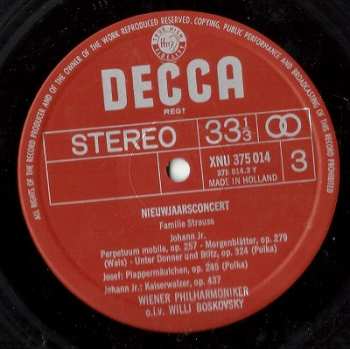 ALL RIGHTS OF THE RECORD PRODUCER AND OF THE OWNER OF THE WORK REPRODUCED RESERVED. COPYING, PUBLIC PERFORMANCE AND BROADCASTING OF THIS RECORD PROHIBITED
DECCA
REG?
STEREO 33 1/3
XNU 375 014
375 014.3 Y
MADE IN HOLLAND
3
NIEUWJAARSCONCERT
Familie Strauss
Johann Jr.
Perpetuum mobile, op. 257 - Morgenblätter, op. 279
(Wals) - Unter Donner und Blitz, op. 324 (Polka)
Josef: Plappermäulchen, op. 245 (Polka)
Johann Jr.: Kaiserwalzer, op. 437
WIENER PHILHARMONIKER
o.l.v. WILLI BOSKOVSKY